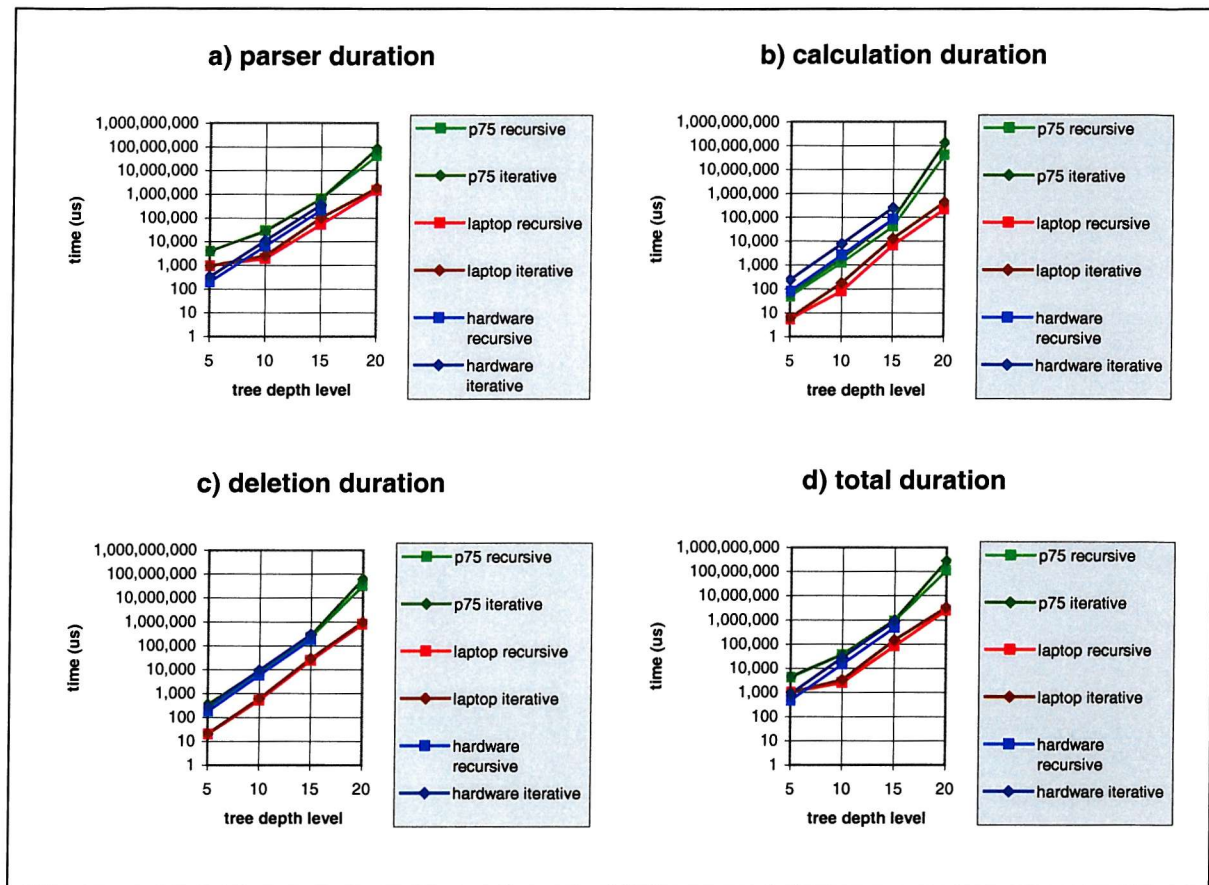 a) parser duration
1,000,000,000
100,000,000
10,000,000
1,000,000
100,000
10,000
1,000
100
10
1
time (us)
5 10 15 20
tree depth level
p75 recursive
p75 iterative
laptop recursive
laptop iterative
hardware
recursive
hardware
iterative
b) calculation duration
1,000,000,000
100,000,000
10,000,000
1,000,000
100,000
10,000
1,000
100
10
1
time (us)
5 10 15 20
tree depth level
p75 recursive
p75 iterative
laptop recursive
laptop iterative
hardware
recursive
hardware iterative
c) deletion duration
1,000,000,000
100,000,000
10,000,000
1,000,000
100,000
10,000
1,000
100
10
1
time (us)
5 10 15 20
tree depth level
p75 recursive
p75 iterative
laptop recursive
laptop iterative
hardware
recursive
hardware iterative
d) total duration
1,000,000,000
100,000,000
10,000,000
1,000,000
100,000
10,000
1,000
100
10
1
time (us)
5 10 15 20
tree depth level
p75 recursive
p75 iterative
laptop recursive
laptop iterative
hardware
recursive
hardware iterative